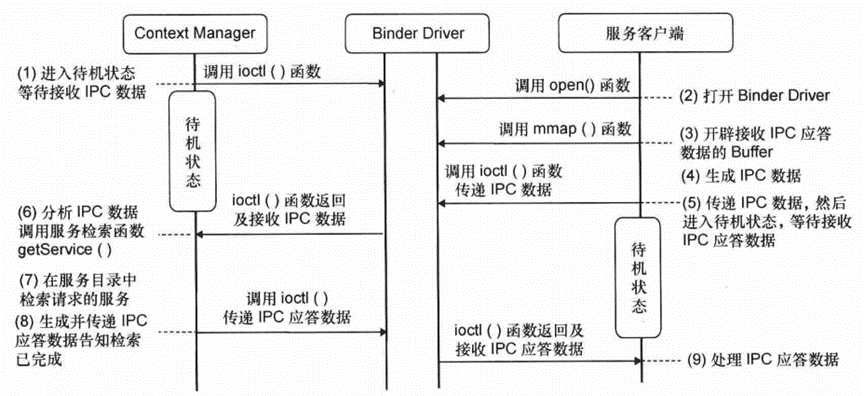 Context Manager
Binder Driver
服务客户端
(1) 进入待机状态
等待接收 IPC 数据
调用 ioctl ( ) 函数
待机状态
调用 open() 函数
(2) 打开 Binder Driver
调用 mmap ( ) 函数
(3) 开辟接收 IPC 应答
数据的 Buffer
调用 ioctl ( ) 函数
传递 IPC 数据
(4) 生成 IPC 数据
(5) 传递 IPC 数据, 然后
进入待机状态, 等待接收
IPC 应答数据
ioctl ( ) 函数返回
及接收 IPC 数据
(6) 分析 IPC 数据
调用服务检索函数
getService ( )
待机状态
(7) 在服务目录中
检索请求的服务
(8) 生成并传递 IPC
应答数据告知检索
已完成
调用 ioctl ( )
传递 IPC 应答数据
ioctl ( ) 函数返回及
接收 IPC 应答数据
(9) 处理 IPC 应答数据